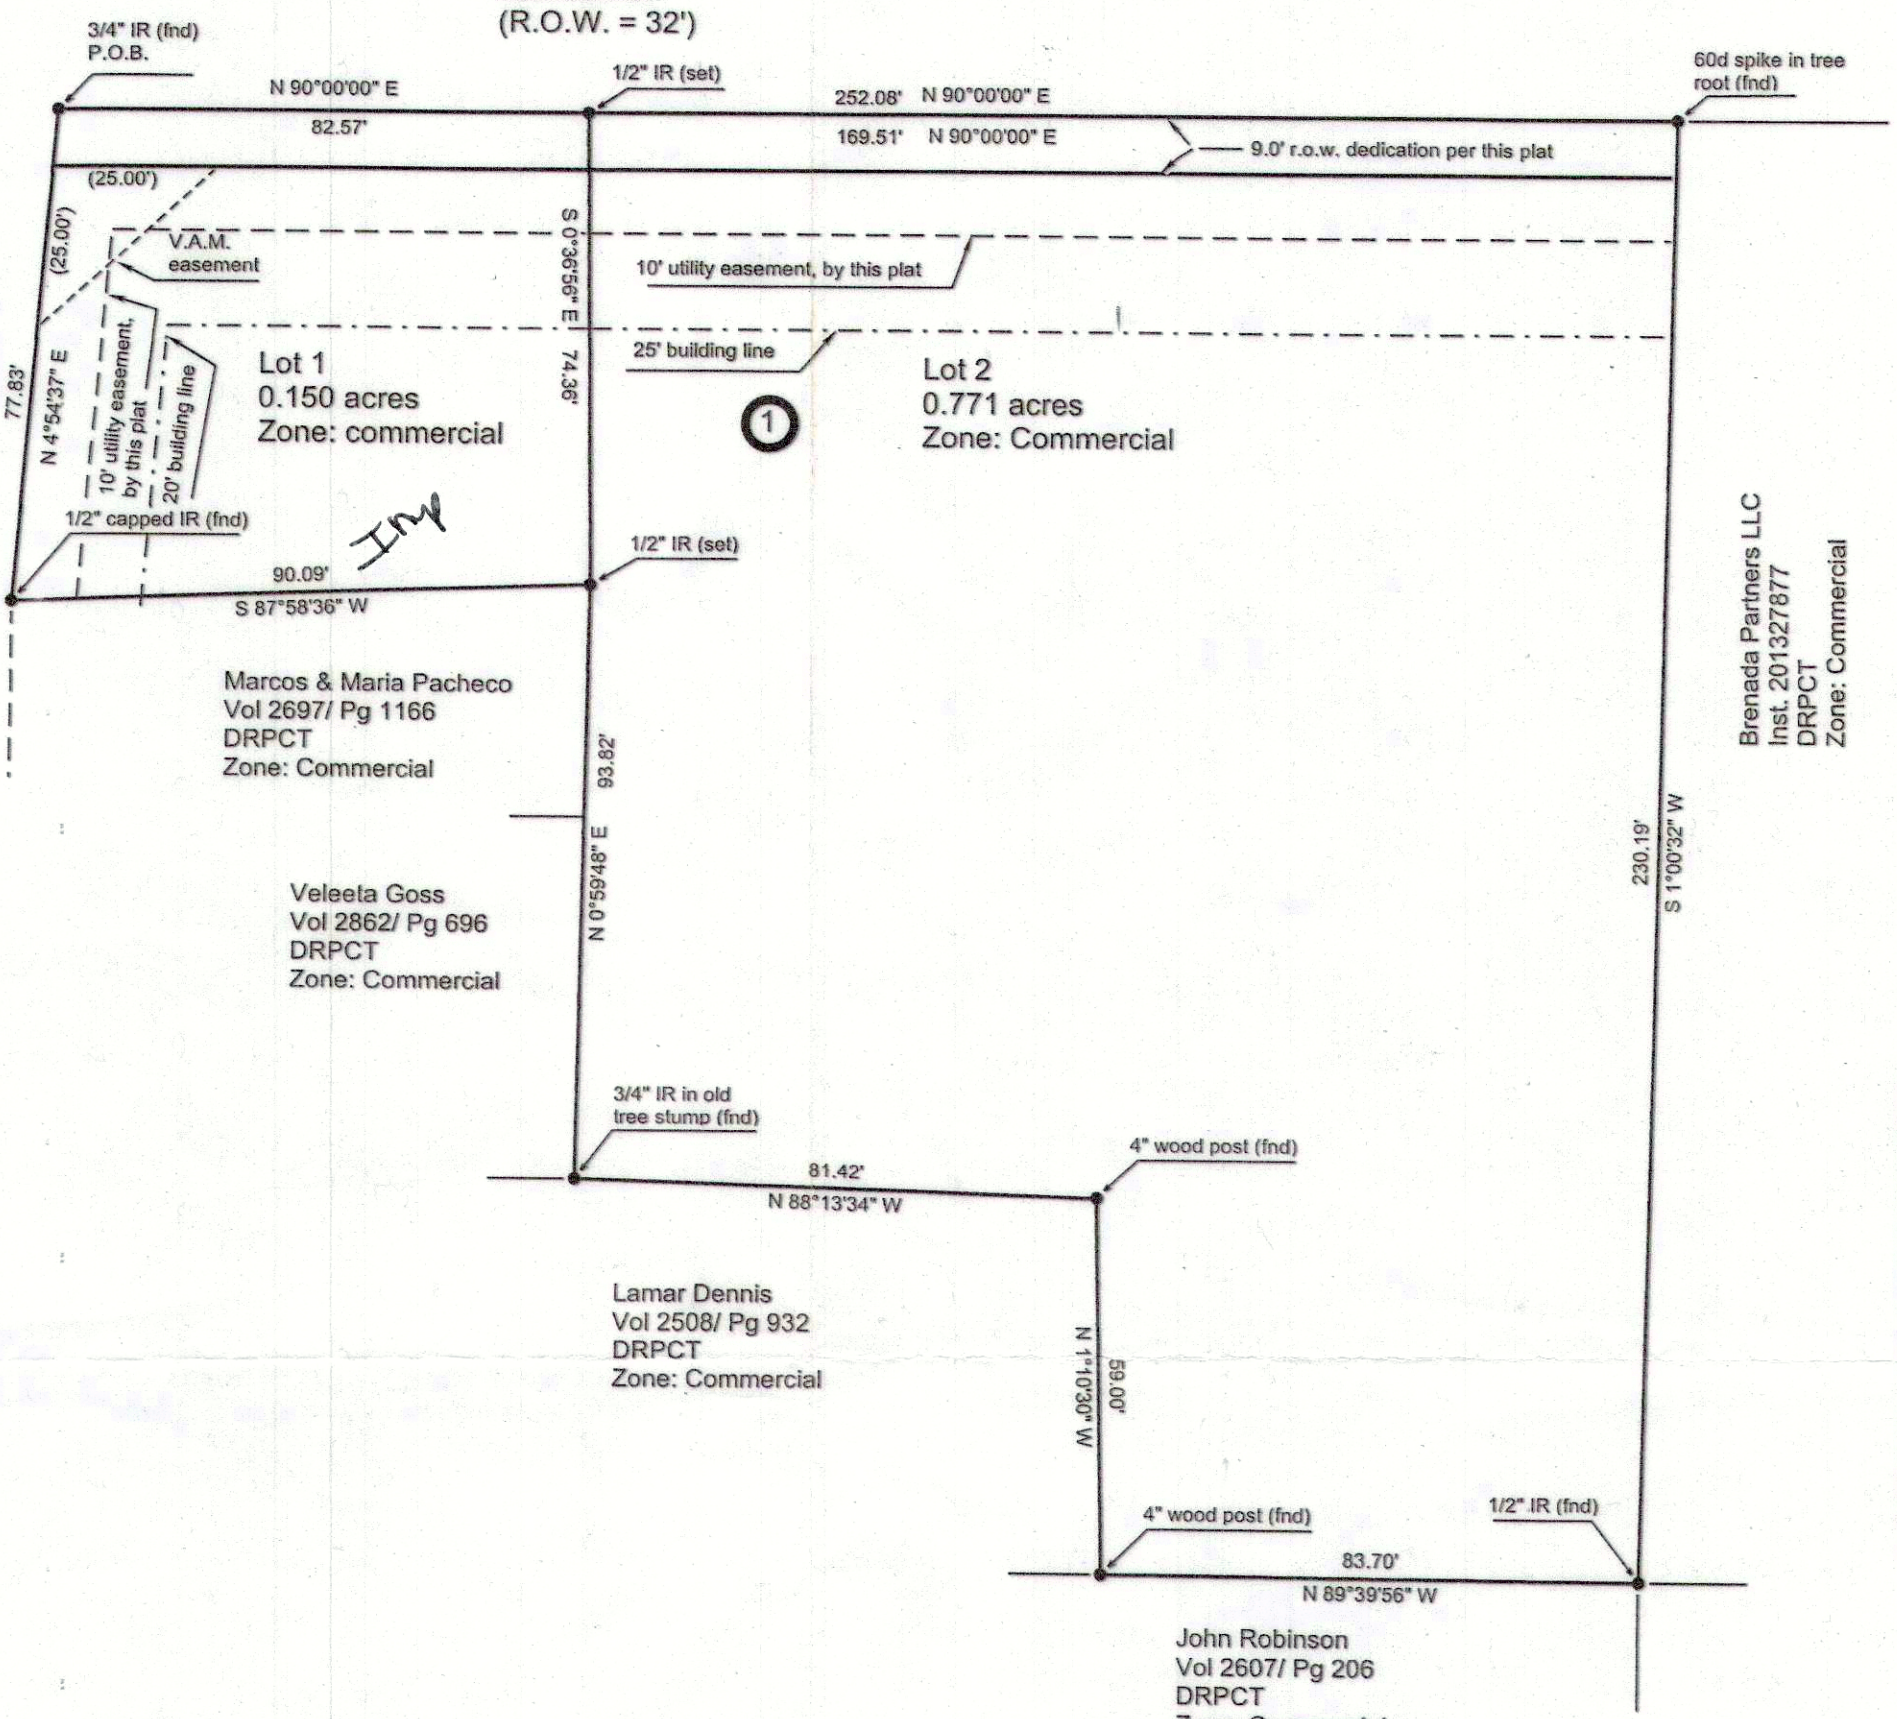 (R.O.W. = 32')
3/4" IR (fnd)
P.O.B.
N 90°00'00" E
82.57'
1/2" IR (set)
252.08' N 90°00'00" E
169.51' N 90°00'00" E
60d spike in tree
root (fnd)
9.0' r.o.w. dedication per this plat
(25.00')
(25.00')
V.A.M.
easement
S 0°36'56" E 74.36'
10' utility easement, by this plat
25' building line
77.83'
N 4°54'37" E
10' utility easement,
by this plat
20' building line
Lot 1
0.150 acres
Zone: commercial
1
Lot 2
0.771 acres
Zone: Commercial
1/2" capped IR (fnd)
Imp
90.09'
S 87°58'36" W
1/2" IR (set)
Brenada Partners LLC
Inst. 201327877
DRPCT
Zone: Commercial
Marcos & Maria Pacheco
Vol 2697/ Pg 1166
DRPCT
Zone: Commercial
93.82'
N 0°59'48" E
230.19'
S 1°00'32" W
Veleeta Goss
Vol 2862/ Pg 696
DRPCT
Zone: Commercial
3/4" IR in old
tree stump (fnd)
81.42'
N 88°13'34" W
4" wood post (fnd)
Lamar Dennis
Vol 2508/ Pg 932
DRPCT
Zone: Commercial
59.00'
N 1°10'30" W
4" wood post (fnd)
1/2" IR (fnd)
83.70'
N 89°39'56" W
John Robinson
Vol 2607/ Pg 206
DRPCT